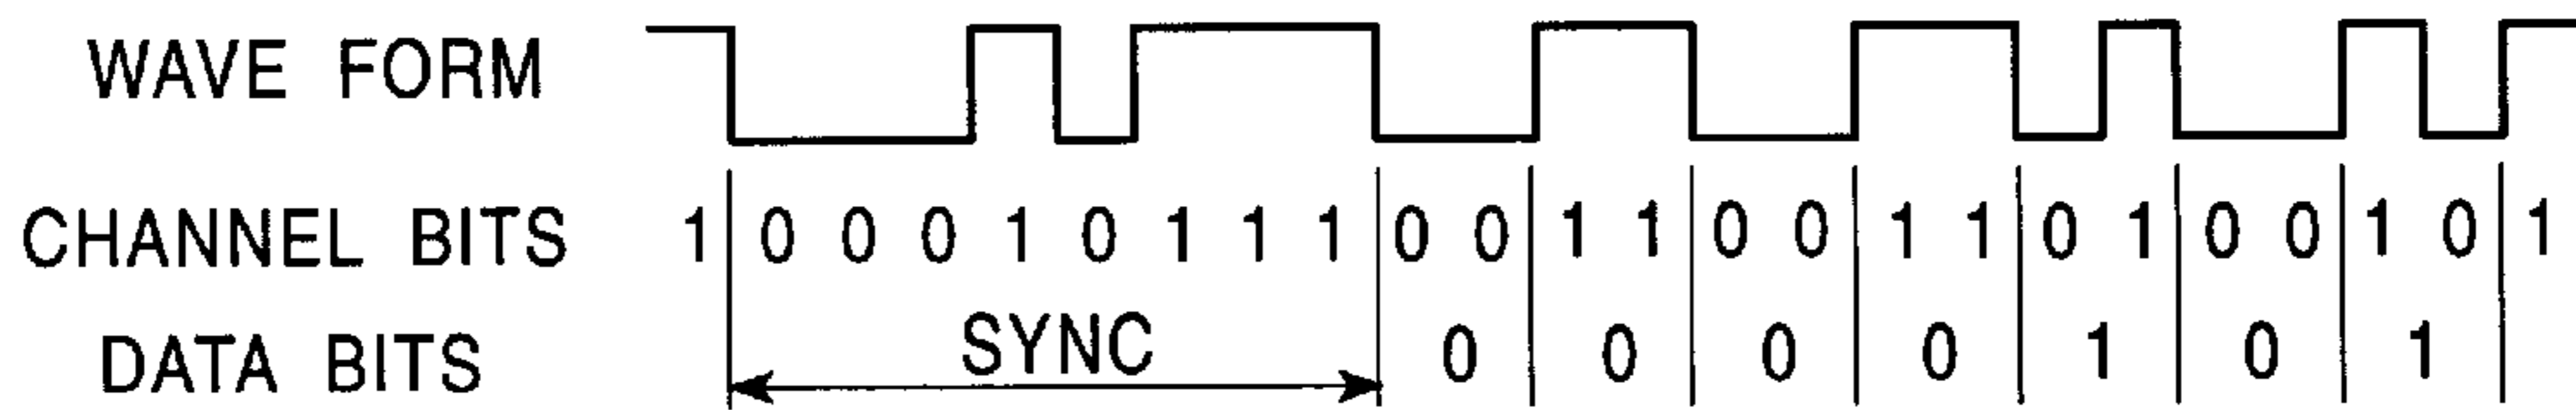 WAVE FORM
CHANNEL BITS 1 0 0 0 1 0 1 1 1 0 0 1 1 0 0 1 1 0 1 0 0 1 0 1
SYNC
DATA BITS 0 0 0 0 1 0 1